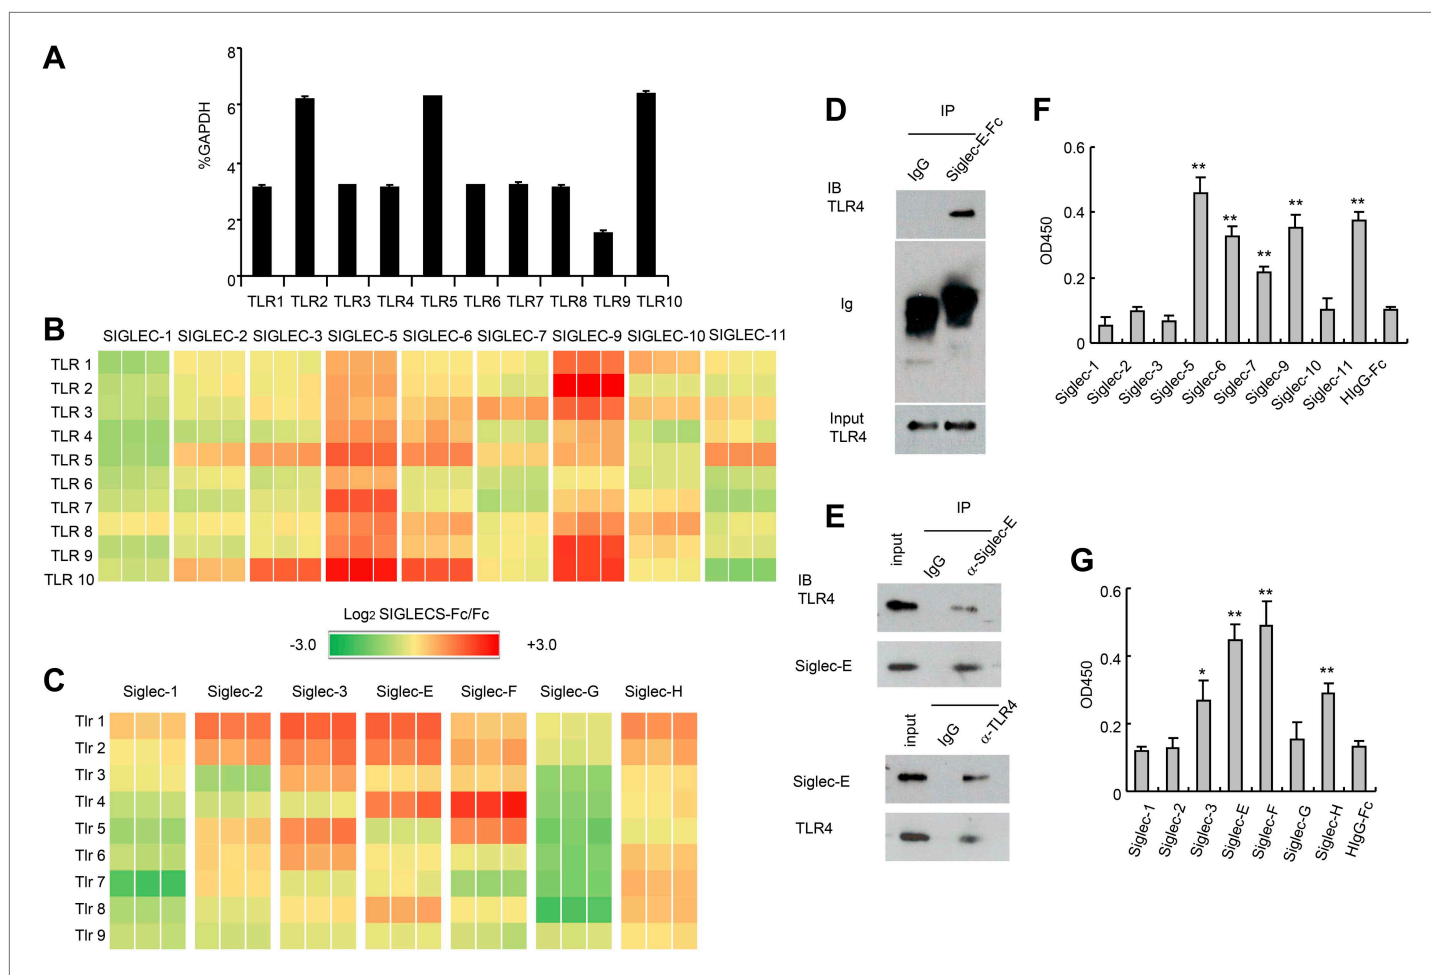 A
8
6
4
2
0
%GAPDH
TLR1 TLR2 TLR3 TLR4 TLR5 TLR6 TLR7 TLR8 TLR9 TLR10
B
SIGLEC-1 SIGLEC-2 SIGLEC-3 SIGLEC-5 SIGLEC-6 SIGLEC-7 SIGLEC-9 SIGLEC-10 SIGLEC-11
TLR 1
TLR 2
TLR 3
TLR 4
TLR 5
TLR 6
TLR 7
TLR 8
TLR 9
TLR 10
Log2 SIGLECS-Fc/Fc
-3.0 +3.0
C
Siglec-1 Siglec-2 Siglec-3 Siglec-E Siglec-F Siglec-G Siglec-H
Tlr 1
Tlr 2
Tlr 3
Tlr 4
Tlr 5
Tlr 6
Tlr 7
Tlr 8
Tlr 9
D
IP
IgG Siglec-E-Fc
IB
TLR4
Ig
Input
TLR4
E
IP
input IgG α-Siglec-E
IB
TLR4
Siglec-E
IP
input IgG α-TLR4
Siglec-E
TLR4
F
0.6
0.4
0.2
0
OD450
** ** ** ** **
Siglec-1 Siglec-2 Siglec-3 Siglec-5 Siglec-6 Siglec-7 Siglec-9 Siglec-10 Siglec-11 HIgG-Fc
G
0.6
0.4
0.2
0
OD450
* ** ** **
Siglec-1 Siglec-2 Siglec-3 Siglec-E Siglec-F Siglec-G Siglec-H HIgG-Fc